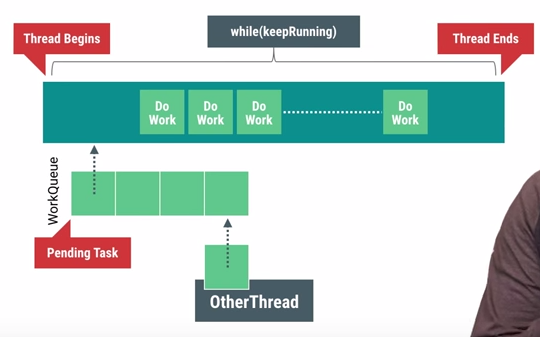 Thread Begins
while(keepRunning)
Thread Ends
Do
Work
Do
Work
Do
Work
Do
Work
WorkQueue
Pending Task
OtherThread